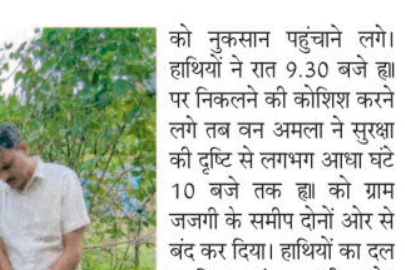 को नुकसान पहुंचाने लगे।
हाथियों ने रात 9.30 बजे हा॥
पर निकलने की कोशिश करने
लगे तब वन अमला ने सुरक्षा
की दृष्टि से लगभग आधा घंटे
10 बजे तक हा॥ को ग्राम
जजगी के समीप दोनों ओर से
बंद कर दिया। हाथियों का दल